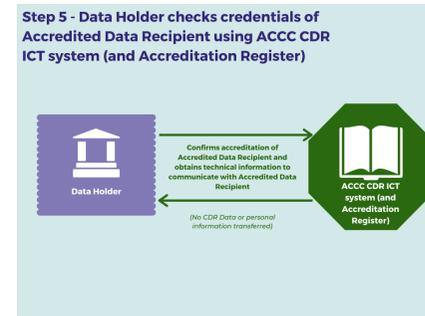 Step 5 - Data Holder checks credentials of
Accredited Data Recipient using ACCC CDR
ICT system (and Accreditation Register)
Data Holder
Confirms accreditation of
Accredited Data Recipient and
obtains technical information to
communicate with Accredited Data
Recipient
(No CDR Data or personal
information transferred)
ACCC CDR ICT
system (and
Accreditation
Register)